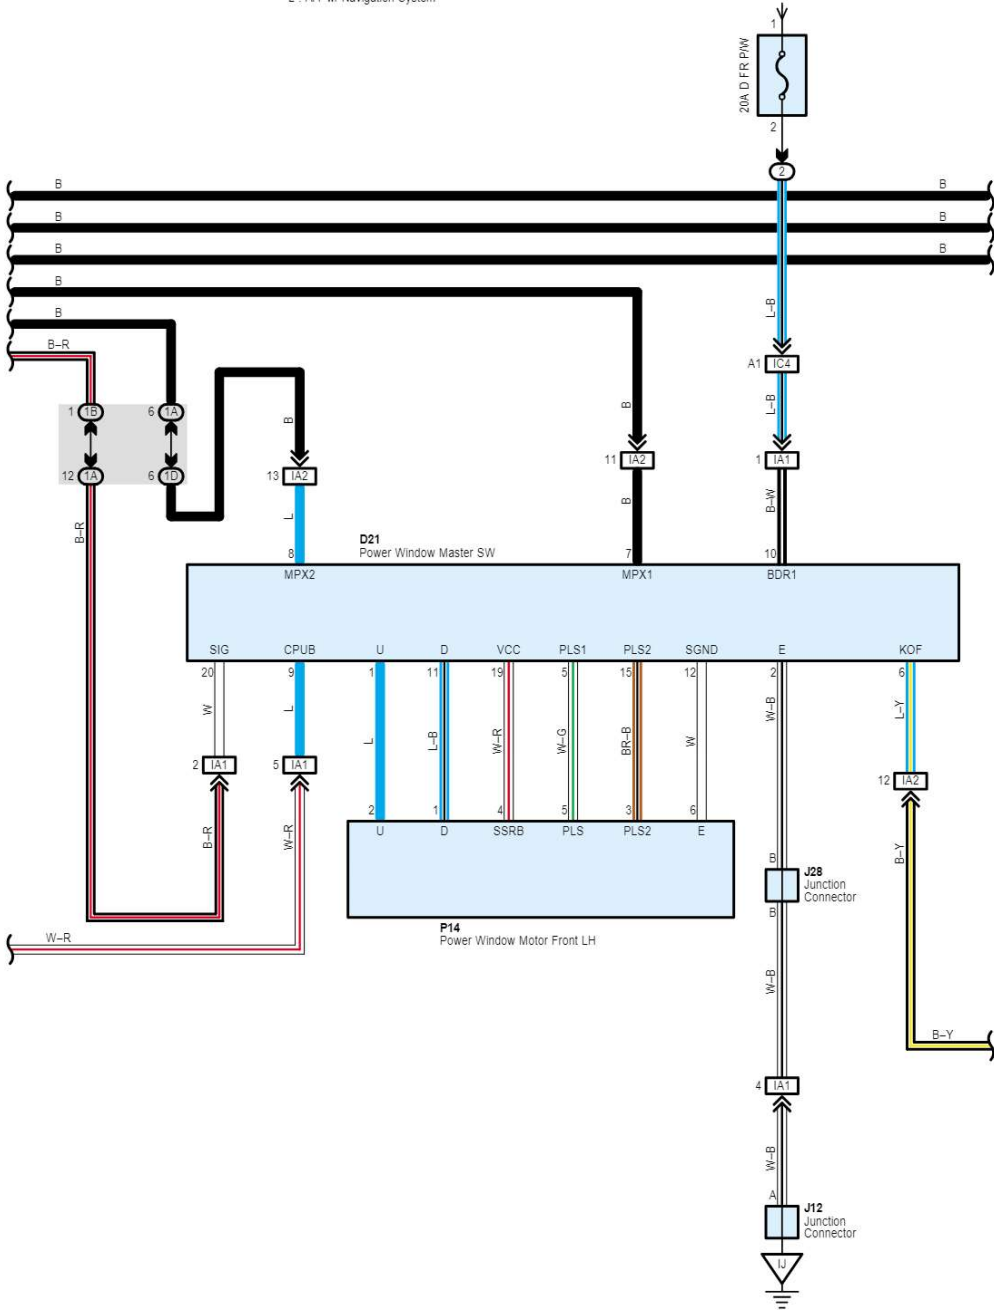 1
20A D FR P/W
2
2
B
B
B
B
B
B
B
B
B–R
L–B
A1 IC4
L–B
1 1B
6 1A
12 1A
6 1D
B
13 IA2
B
11 IA2
1 IA1
B–R
L
B
B–W
D21
Power Window Master SW
8
7
10
MPX2
MPX1
BDR1
SIG
CPUB
U
D
VCC
PLS1
PLS2
SGND
E
KOF
20
9
1
11
19
5
15
12
2
6
W
L
L
L–B
W–R
W–G
BR–B
W
W–B
L–Y
2 IA1
5 IA1
12 IA2
2
1
4
5
3
6
U
D
SSRB
PLS
PLS2
E
B–R
W–R
B–Y
B
J28
Junction
Connector
B
P14
Power Window Motor Front LH
W–R
W–B
B–Y
4 IA1
W–B
A
J12
Junction
Connector
IJ